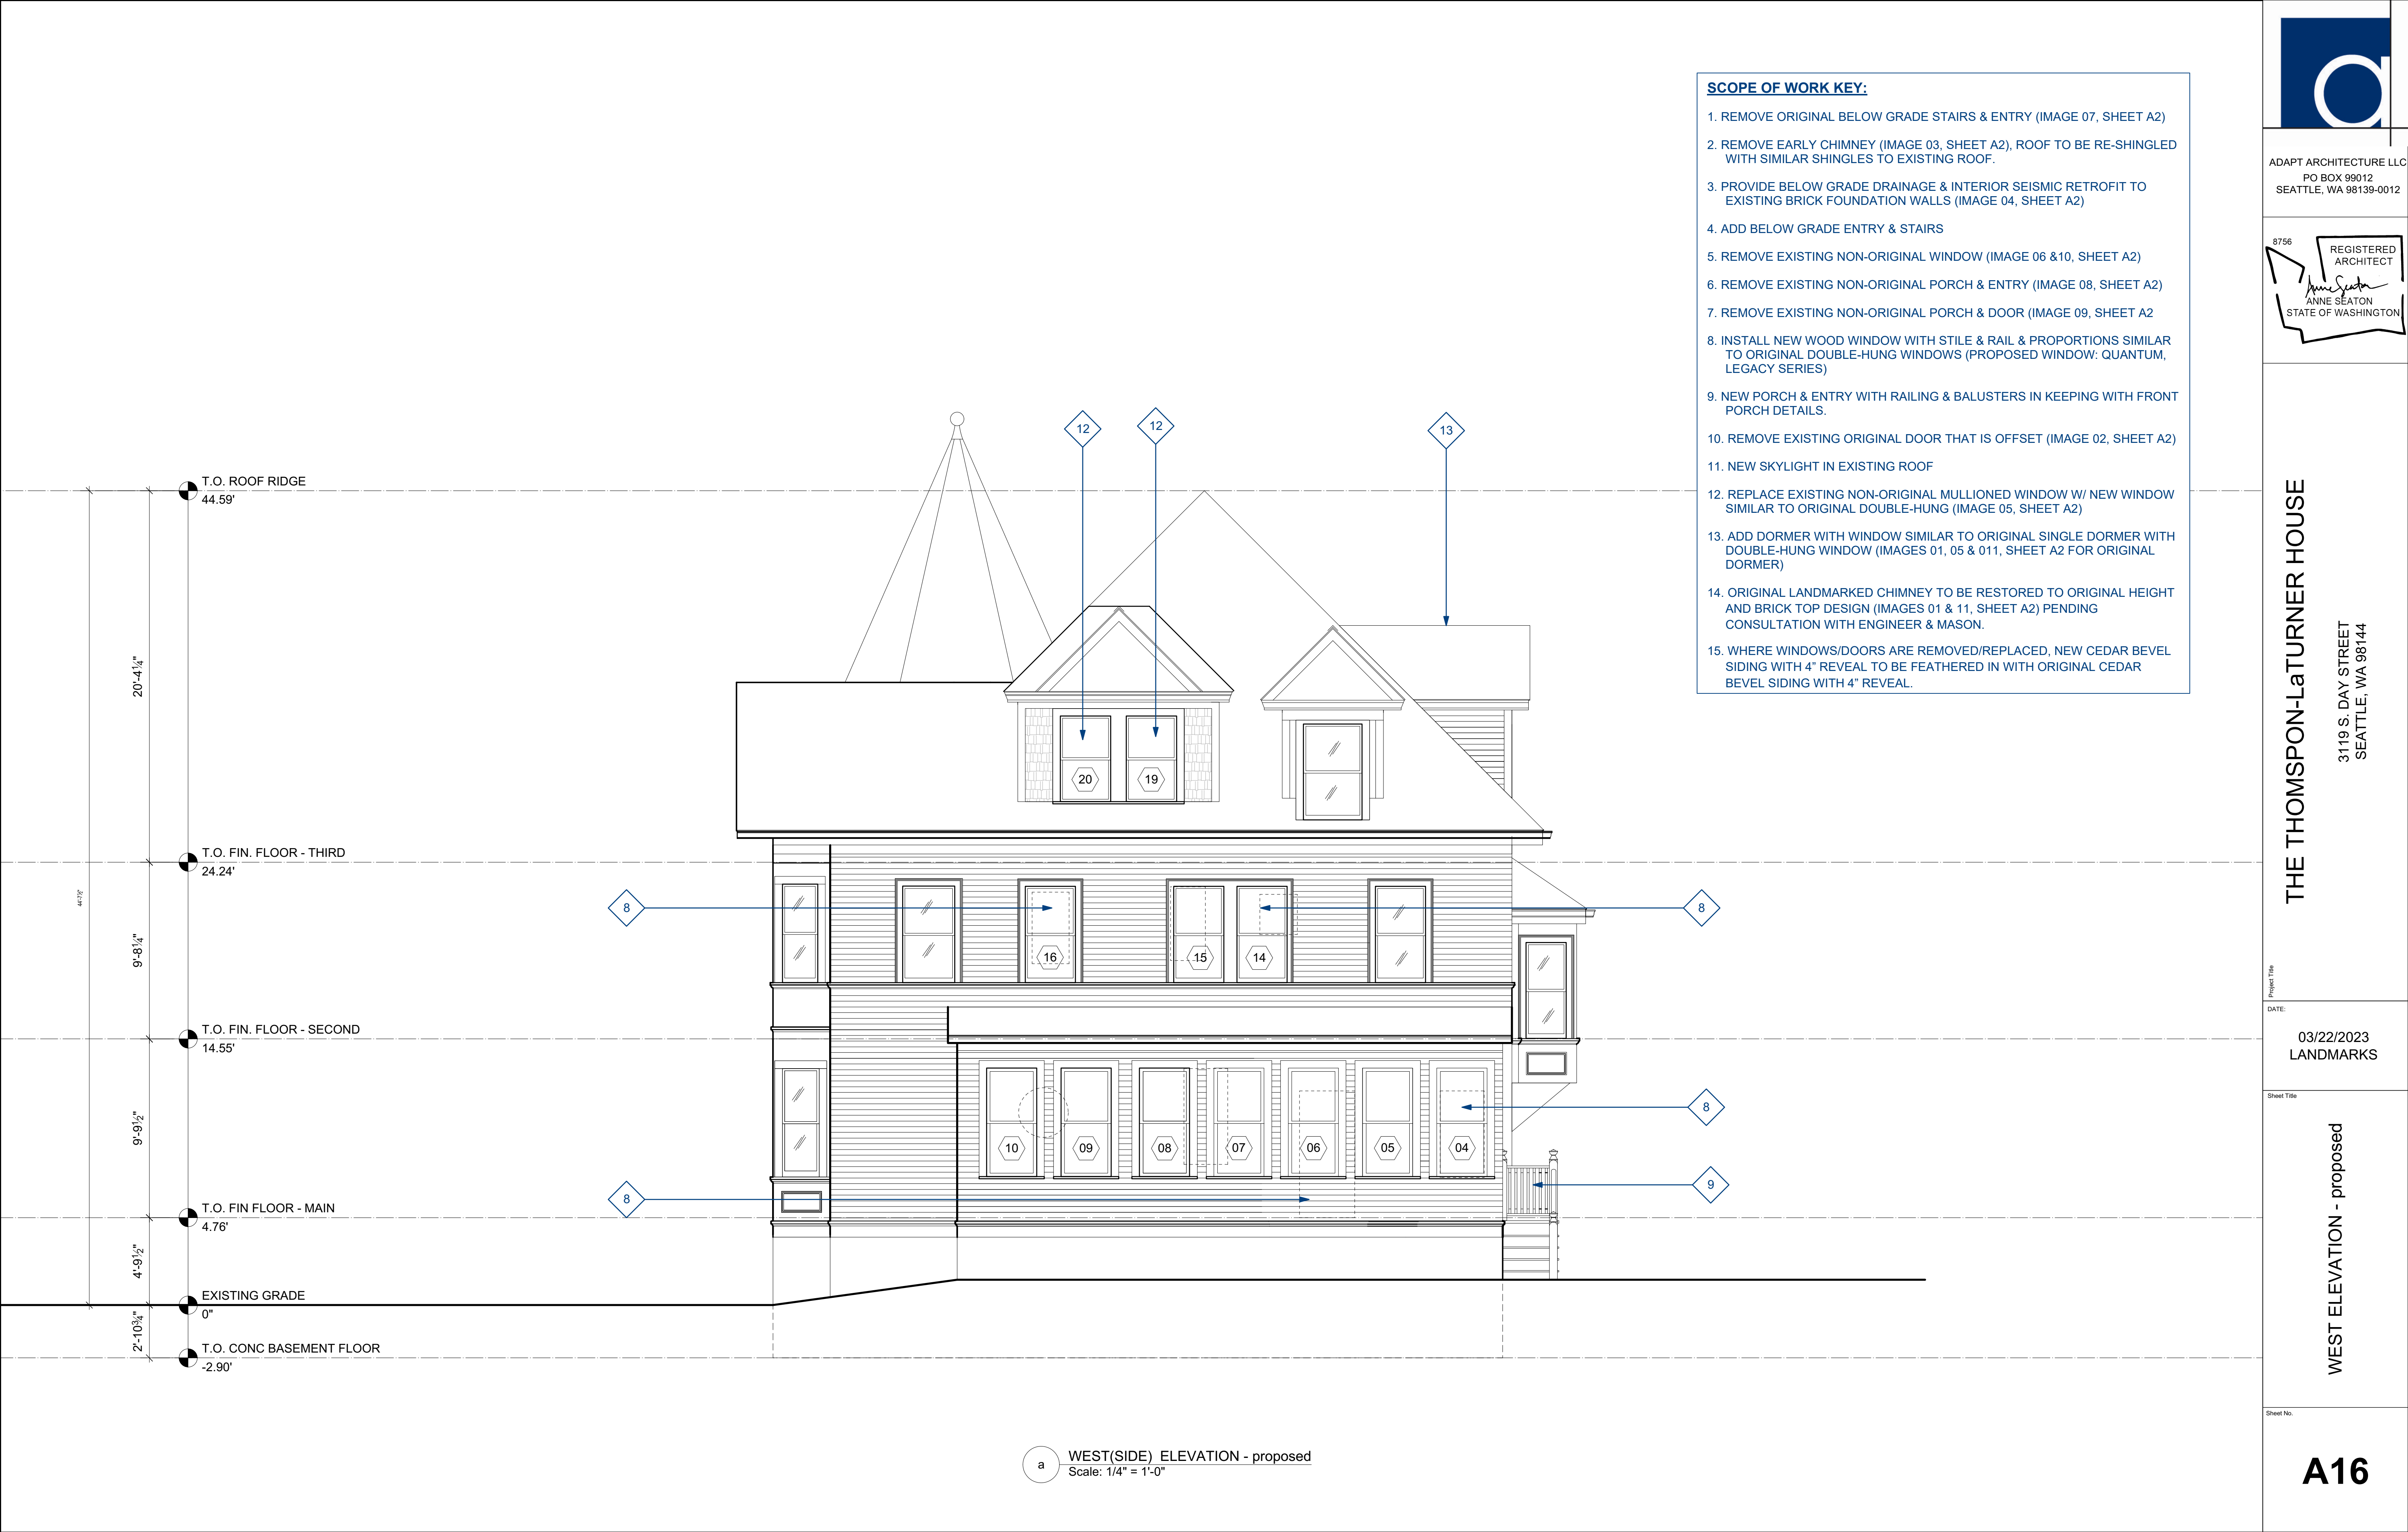 SCOPE OF WORK KEY:
1. REMOVE ORIGINAL BELOW GRADE STAIRS & ENTRY (IMAGE 07, SHEET A2)
2. REMOVE EARLY CHIMNEY (IMAGE 03, SHEET A2), ROOF TO BE RE-SHINGLED
WITH SIMILAR SHINGLES TO EXISTING ROOF.
3. PROVIDE BELOW GRADE DRAINAGE & INTERIOR SEISMIC RETROFIT TO
EXISTING BRICK FOUNDATION WALLS (IMAGE 04, SHEET A2)
4. ADD BELOW GRADE ENTRY & STAIRS
5. REMOVE EXISTING NON-ORIGINAL WINDOW (IMAGE 06 &10, SHEET A2)
6. REMOVE EXISTING NON-ORIGINAL PORCH & ENTRY (IMAGE 08, SHEET A2)
7. REMOVE EXISTING NON-ORIGINAL PORCH & DOOR (IMAGE 09, SHEET A2
8. INSTALL NEW WOOD WINDOW WITH STILE & RAIL & PROPORTIONS SIMILAR
TO ORIGINAL DOUBLE-HUNG WINDOWS (PROPOSED WINDOW: QUANTUM,
LEGACY SERIES)
9. NEW PORCH & ENTRY WITH RAILING & BALUSTERS IN KEEPING WITH FRONT
PORCH DETAILS.
10. REMOVE EXISTING ORIGINAL DOOR THAT IS OFFSET (IMAGE 02, SHEET A2)
11. NEW SKYLIGHT IN EXISTING ROOF
12. REPLACE EXISTING NON-ORIGINAL MULLIONED WINDOW W/ NEW WINDOW
SIMILAR TO ORIGINAL DOUBLE-HUNG (IMAGE 05, SHEET A2)
13. ADD DORMER WITH WINDOW SIMILAR TO ORIGINAL SINGLE DORMER WITH
DOUBLE-HUNG WINDOW (IMAGES 01, 05 & 011, SHEET A2 FOR ORIGINAL
DORMER)
14. ORIGINAL LANDMARKED CHIMNEY TO BE RESTORED TO ORIGINAL HEIGHT
AND BRICK TOP DESIGN (IMAGES 01 & 11, SHEET A2) PENDING
CONSULTATION WITH ENGINEER & MASON.
15. WHERE WINDOWS/DOORS ARE REMOVED/REPLACED, NEW CEDAR BEVEL
SIDING WITH 4” REVEAL TO BE FEATHERED IN WITH ORIGINAL CEDAR
BEVEL SIDING WITH 4” REVEAL.
12
12
13
T.O. ROOF RIDGE
44.59'
20'-4¼"
20
19
T.O. FIN. FLOOR - THIRD
24.24'
44'-7½"
8
8
9'-8¼"
16
15
14
T.O. FIN. FLOOR - SECOND
14.55'
9'-9½"
8
10
09
08
07
06
05
04
8
9
T.O. FIN FLOOR - MAIN
4.76'
4'-9½"
EXISTING GRADE
0"
2'-10¾"
T.O. CONC BASEMENT FLOOR
-2.90'
a
WEST(SIDE) ELEVATION - proposed
Scale: 1/4" = 1'-0"
a
ADAPT ARCHITECTURE LLC
PO BOX 99012
SEATTLE, WA 98139-0012
8756
REGISTERED
ARCHITECT
Anne Seaton
ANNE SEATON
STATE OF WASHINGTON
THE THOMSPON-LaTURNER HOUSE
3119 S. DAY STREET
SEATTLE, WA 98144
Project Title
DATE:
03/22/2023
LANDMARKS
Sheet Title
WEST ELEVATION - proposed
Sheet No.
A16